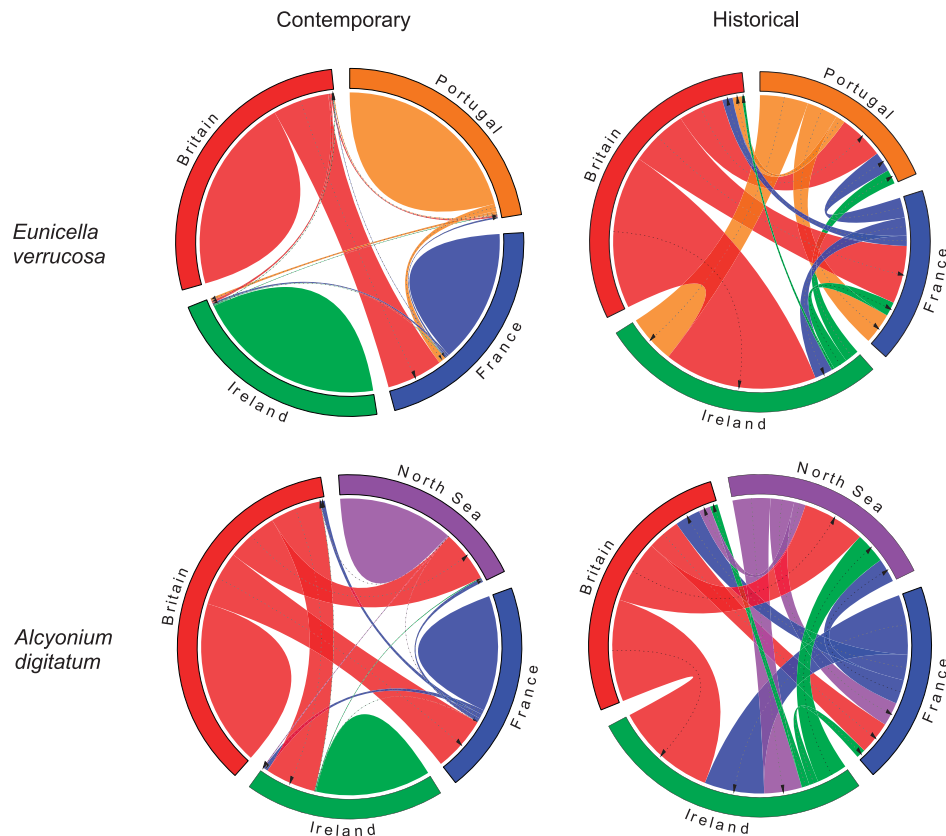 Contemporary
Historical
Eunicella
verrucosa
Britain
Portugal
France
Ireland
Britain
Portugal
France
Ireland
Alcyonium
digitatum
Britain
North Sea
France
Ireland
Britain
North Sea
France
Ireland